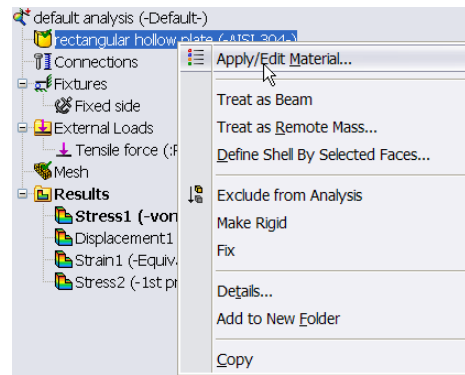 default analysis (-Default-)
rectangular hollow plate (-AISI 304-)
Connections
Fixtures
Fixed side
External Loads
Tensile force (:F
Mesh
Results
Stress1 (-von
Displacement1
Strain1 (-Equiv.
Stress2 (-1st pr
Apply/Edit Material...
Treat as Beam
Treat as Remote Mass...
Define Shell By Selected Faces...
Exclude from Analysis
Make Rigid
Fix
Details...
Add to New Folder
Copy